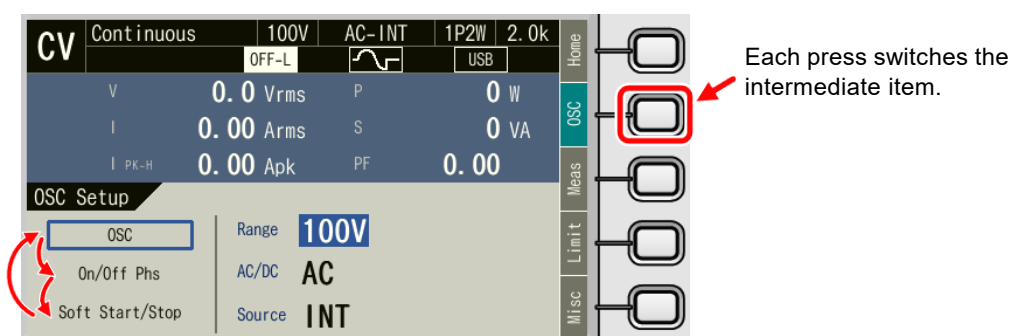 CV Continuous 100V AC-INT 1P2W 2.0k
OFF-L USB
V 0.0 Vrms P 0 W
I 0.00 Arms S 0 VA
I PK-H 0.00 Apk PF 0.00
OSC Setup
OSC
On/Off Phs
Soft Start/Stop
Range 100V
AC/DC AC
Source INT
Home
OSC
Meas
Limit
Misc
Each press switches the
intermediate item.